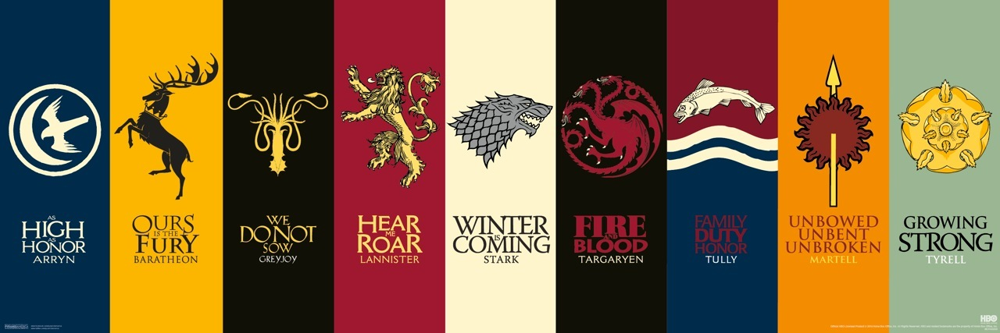 AS
HIGH
AS
HONOR
ARRYN
OURS
IS THE
FURY
BARATHEON
WE
DO NOT
SOW
GREYJOY
HEAR
ME
ROAR
LANNISTER
WINTER
IS
COMING
STARK
FIRE
AND
BLOOD
TARGARYEN
FAMILY
DUTY
HONOR
TULLY
UNBOWED
UNBENT
UNBROKEN
MARTELL
GROWING
STRONG
TYRELL
HBO